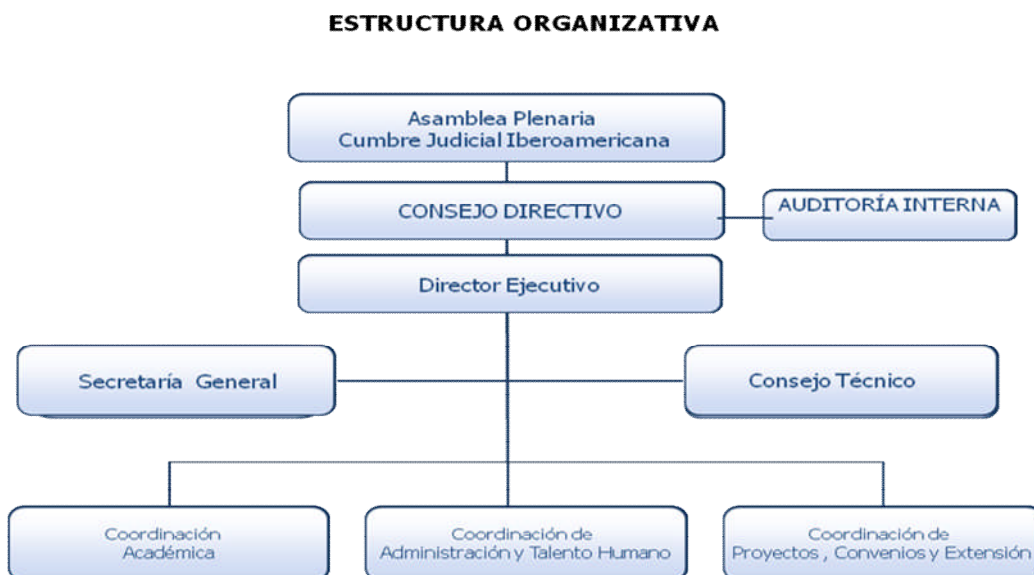 ESTRUCTURA ORGANIZATIVA
Asamblea Plenaria
Cumbre Judicial Iberoamericana
CONSEJO DIRECTIVO
AUDITORÍA INTERNA
Director Ejecutivo
Secretaría General
Consejo Técnico
Coordinación
Académica
Coordinación de
Administración y Talento Humano
Coordinación de
Proyectos , Convenios y Extensión